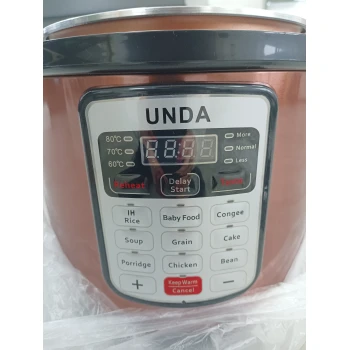 UNDA
80°C
70°C
60°C
More
Normal
Less
Delay
Start
IH
Rice
Baby Food
Congee
Soup
Grain
Cake
Porridge
Chicken
Bean
+
Keep Warm
Cancel
−